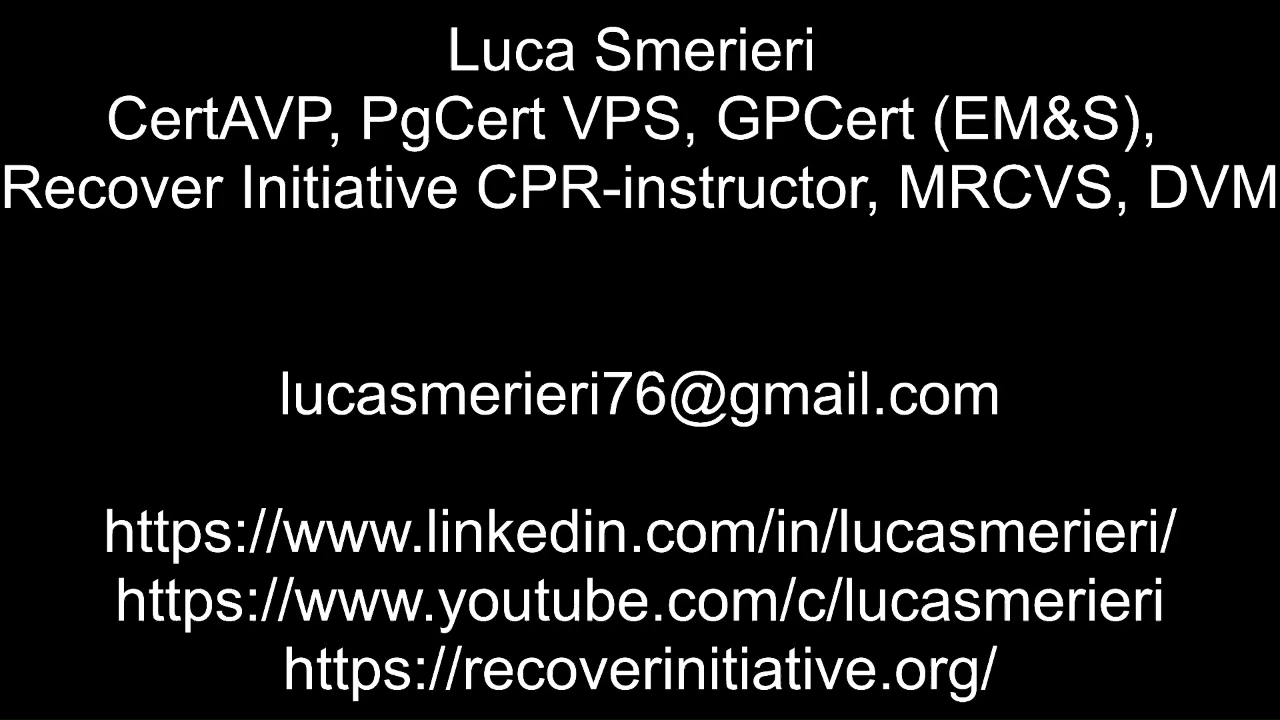 Luca Smerieri
CertAVP, PgCert VPS, GPCert (EM&S),
Recover Initiative CPR-instructor, MRCVS, DVM
lucasmerieri76@gmail.com
https://www.linkedin.com/in/lucasmerieri/
https://www.youtube.com/c/lucasmerieri
https://recoverinitiative.org/